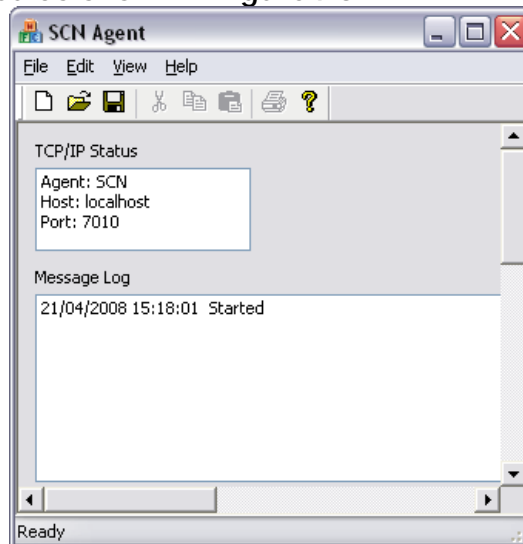 SCN Agent
File Edit View Help
TCP/IP Status
Agent: SCN
Host: localhost
Port: 7010
Message Log
21/04/2008 15:18:01 Started
Ready